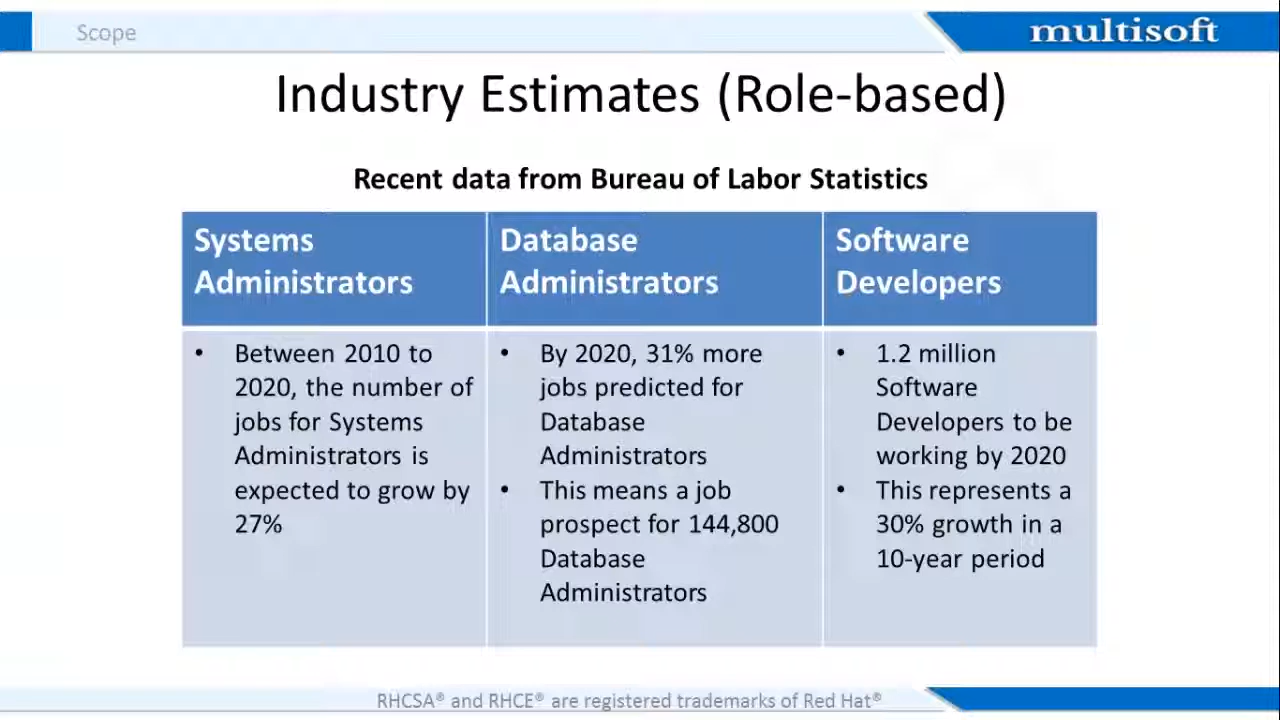 Scope
multisoft
Industry Estimates (Role-based)
Recent data from Bureau of Labor Statistics
Systems
Administrators
Database
Administrators
Software
Developers
• Between 2010 to
2020, the number of
jobs for Systems
Administrators is
expected to grow by
27%
• By 2020, 31% more
jobs predicted for
Database
Administrators
• This means a job
prospect for 144,800
Database
Administrators
• 1.2 million
Software
Developers to be
working by 2020
• This represents a
30% growth in a
10-year period
RHCSA® and RHCE® are registered trademarks of Red Hat®